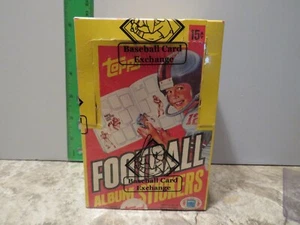 Baseball Card
Exchange
15¢
Topps
FOOTBALL
ALBUM STICKERS
Baseball Card
Exchange